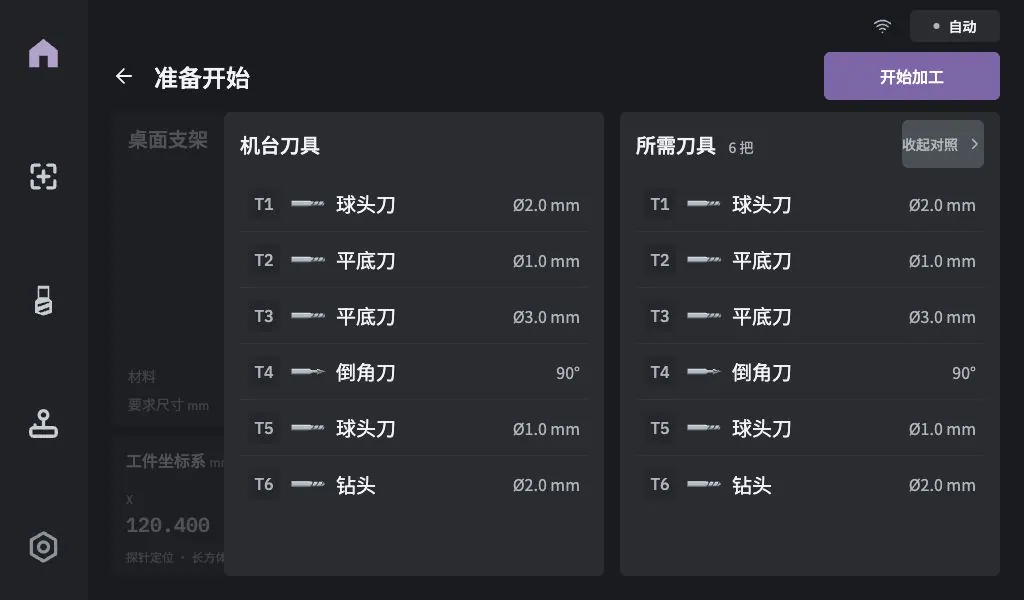 自动
准备开始
开始加工
桌面支架
材料
要求尺寸 mm
工件坐标系
X
120.400
探针定位 · 长方体
机台刀具
T1 球头刀 Ø2.0 mm
T2 平底刀 Ø1.0 mm
T3 平底刀 Ø3.0 mm
T4 倒角刀 90°
T5 球头刀 Ø1.0 mm
T6 钻头 Ø2.0 mm
所需刀具 6 把 收起对照
T1 球头刀 Ø2.0 mm
T2 平底刀 Ø1.0 mm
T3 平底刀 Ø3.0 mm
T4 倒角刀 90°
T5 球头刀 Ø1.0 mm
T6 钻头 Ø2.0 mm